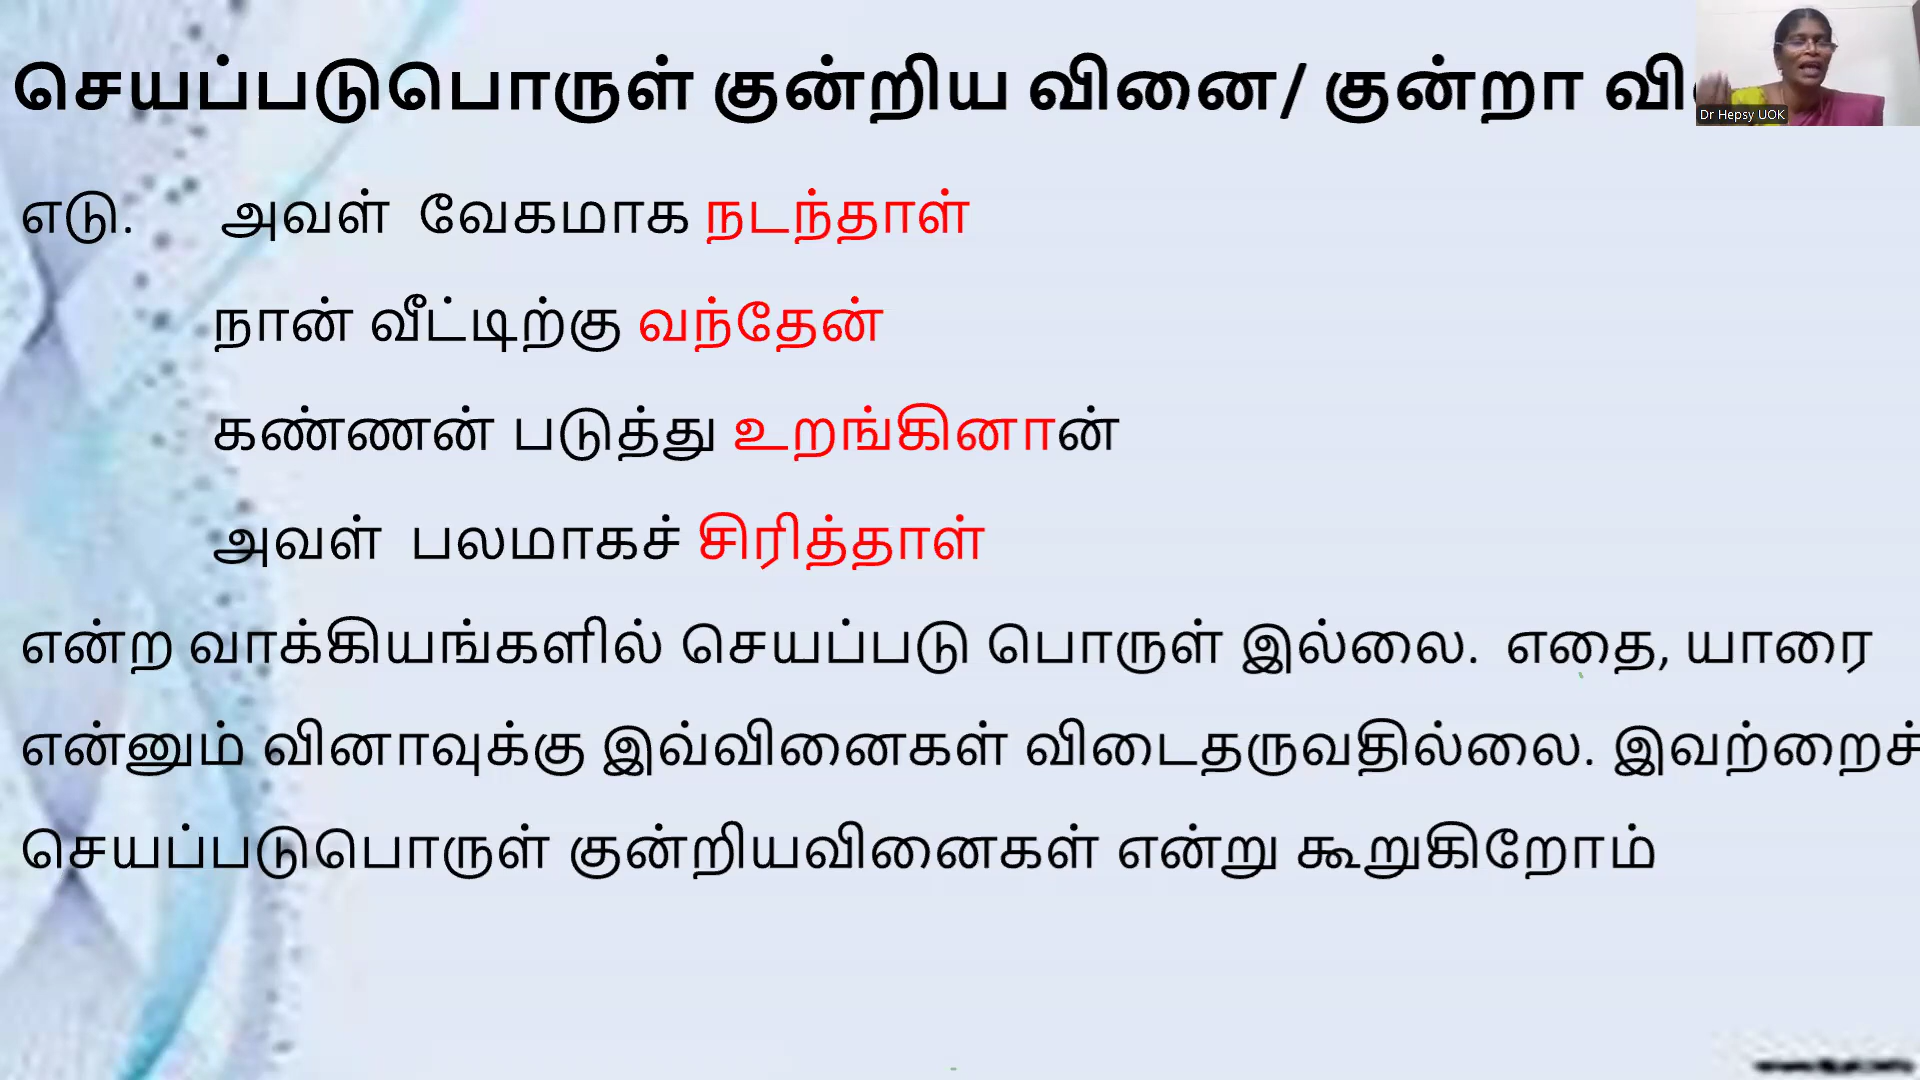 செயப்படுபொருள் குன்றிய வினை/ குன்றா
Dr Hepsy UOK
எடு. அவள் வேகமாக நடந்தாள்
நான் வீட்டிற்கு வந்தேன்
கண்ணன் படுத்து உறங்கினான்
அவள் பலமாகச் சிரித்தாள்
என்ற வாக்கியங்களில் செயப்படு பொருள் இல்லை. எதை, யாரை
என்னும் வினாவுக்கு இவ்வினைகள் விடைதருவதில்லை. இவற்றைச்
செயப்படுபொருள் குன்றியவினைகள் என்று கூறுகிறோம்